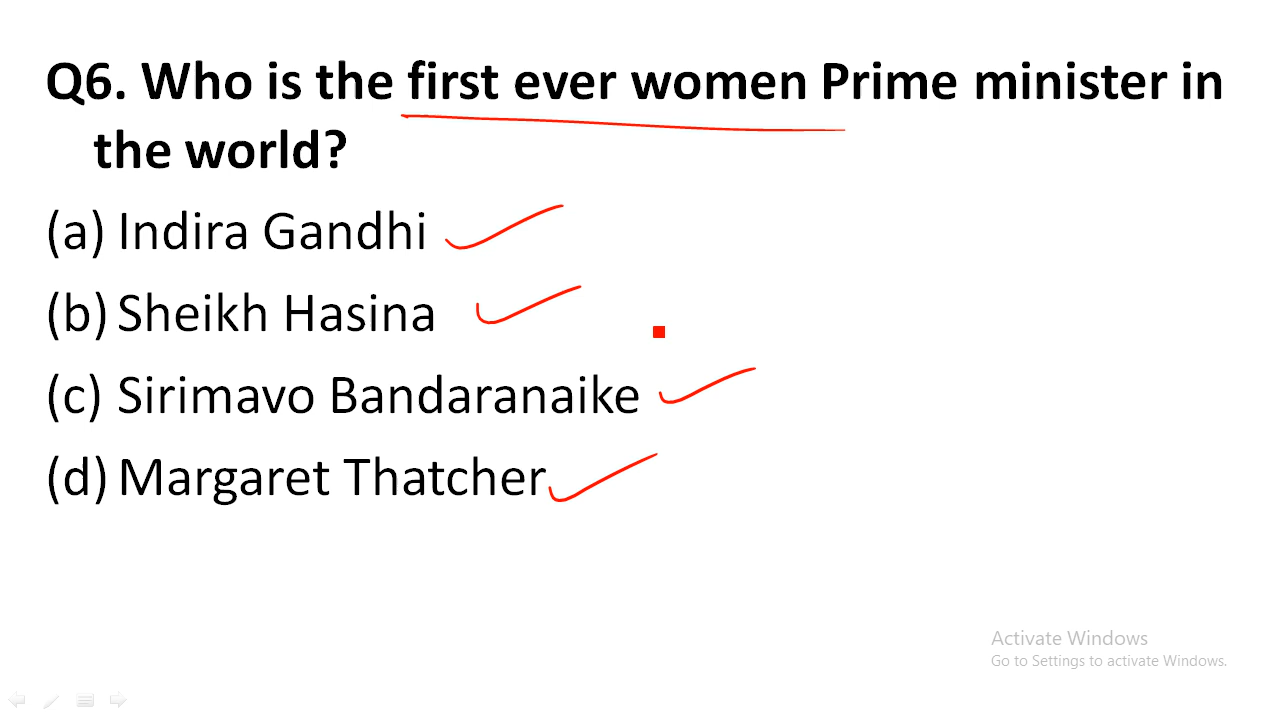 Q6. Who is the first ever women Prime minister in
the world?
(a) Indira Gandhi
(b) Sheikh Hasina
(c) Sirimavo Bandaranaike
(d) Margaret Thatcher
Activate Windows
Go to Settings to activate Windows.